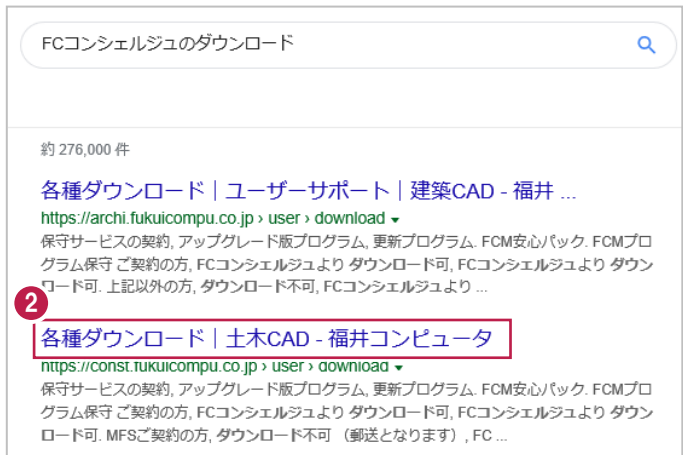 FCコンシェルジュのダウンロード
約 276,000 件
各種ダウンロード｜ユーザーサポート｜建築CAD - 福井 ...
https://archi.fukuicompu.co.jp › user › download
保守サービスの契約, アップグレード版プログラム, 更新プログラム. FCM安心パック. FCMプロ
グラム保守 ご契約の方, FCコンシェルジュより ダウンロード可, FCコンシェルジュより ダウン
ロード可. 上記以外の方, ダウンロード不可, FCコンシェルジュより ...
2
各種ダウンロード｜土木CAD - 福井コンピュータ
https://const.fukuicompu.co.jp › user › download
保守サービスの契約, アップグレード版プログラム, 更新プログラム. FCM安心パック. FCMプロ
グラム保守 ご契約の方, FCコンシェルジュより ダウンロード可, FCコンシェルジュより ダウン
ロード可. MFSご契約の方, ダウンロード不可 （郵送となります）, FC ...